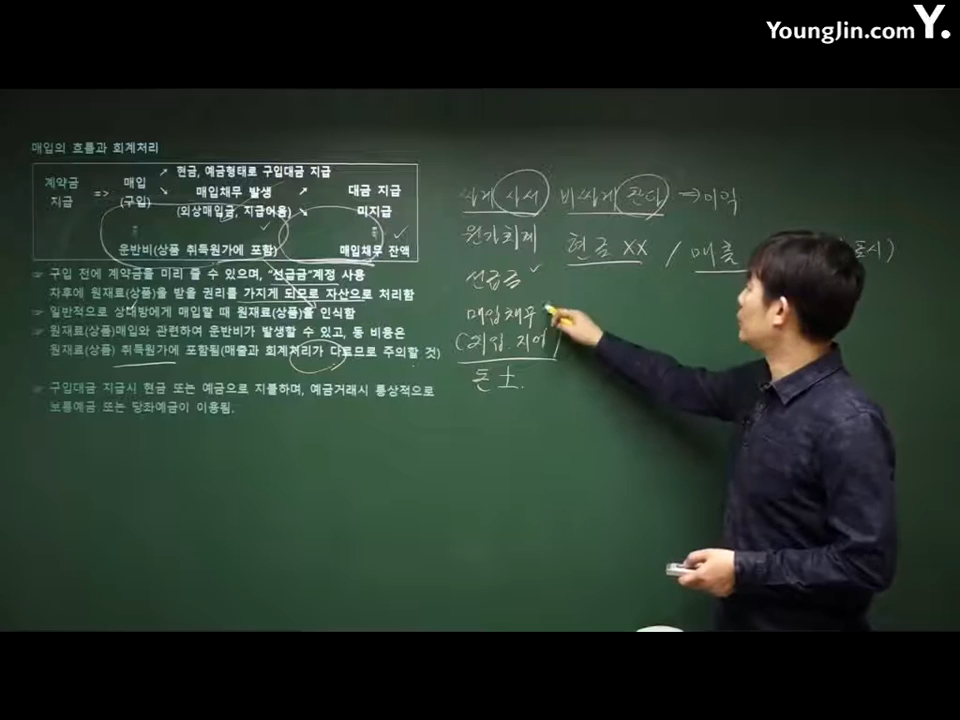 YoungJin.com Y.
매입의 흐름과 회계처리
계약금 지급 => 매입 (구입)
↗ 현금, 예금형태로 구입대금 지급
↘ 매입채무 발생 ↗ 대금 지급
(외상매입금, 지급어음) ↘ 미지급
운반비(상품 취득원가에 포함) 매입채무 잔액
☞ 구입 전에 계약금을 미리 줄 수 있으며, "선급금"계정 사용
차후에 원재료(상품)을 받을 권리를 가지게 되므로 자산으로 처리함
☞ 일반적으로 상대방에게 매입할 때 원재료(상품)을 인식함
☞ 원재료(상품)매입와 관련하여 운반비가 발생할 수 있고, 동 비용은
원재료(상품) 취득원가에 포함됨(매출과 회계처리가 다르므로 주의할 것)
☞ 구입대금 지급시 현금 또는 예금으로 지불하며, 예금거래시 통상적으로
보통예금 또는 당좌예금이 이용됨.
싸게 사서 비싸게 판다 ⇒ 이익
현금 XX / 매출
선급금
매입채무